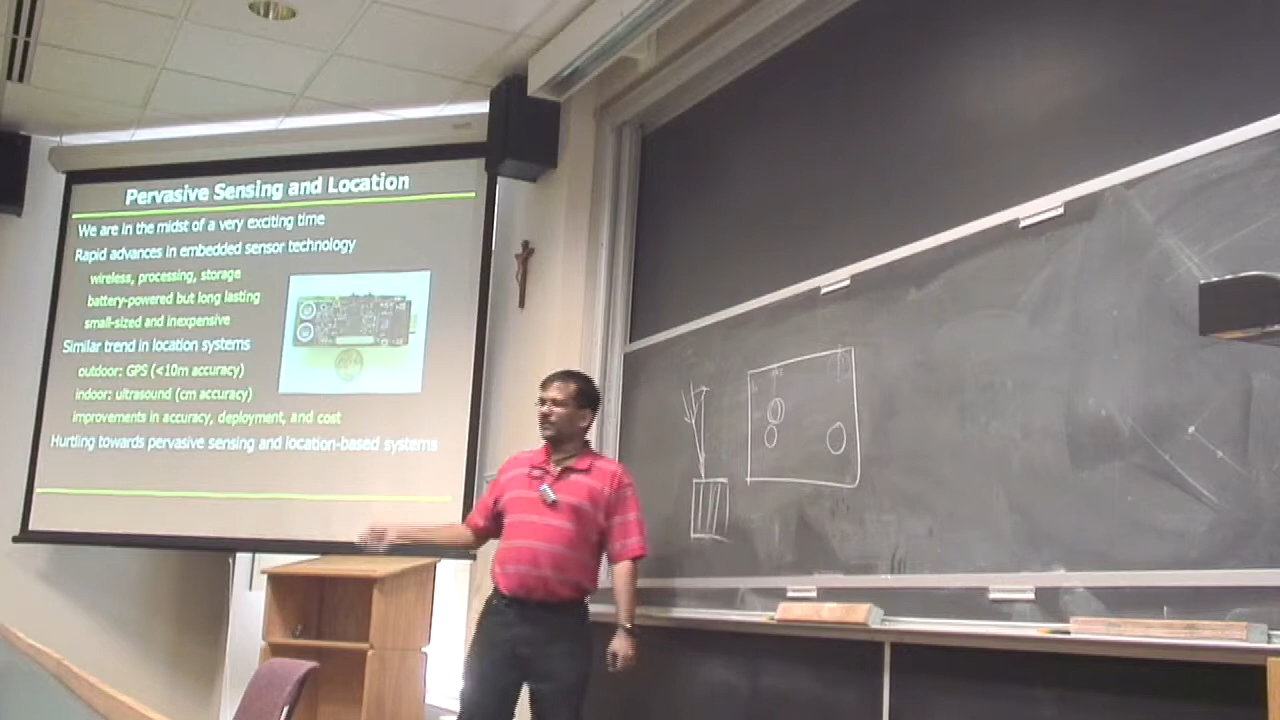 Pervasive Sensing and Location
We are in the midst of a very exciting time
Rapid advances in embedded sensor technology
wireless, processing, storage
battery-powered but long lasting
small-sized and inexpensive
Similar trend in location systems
outdoor: GPS (<10m accuracy)
indoor: ultrasound (cm accuracy)
improvements in accuracy, deployment, and cost
Hurtling towards pervasive sensing and location-based systems